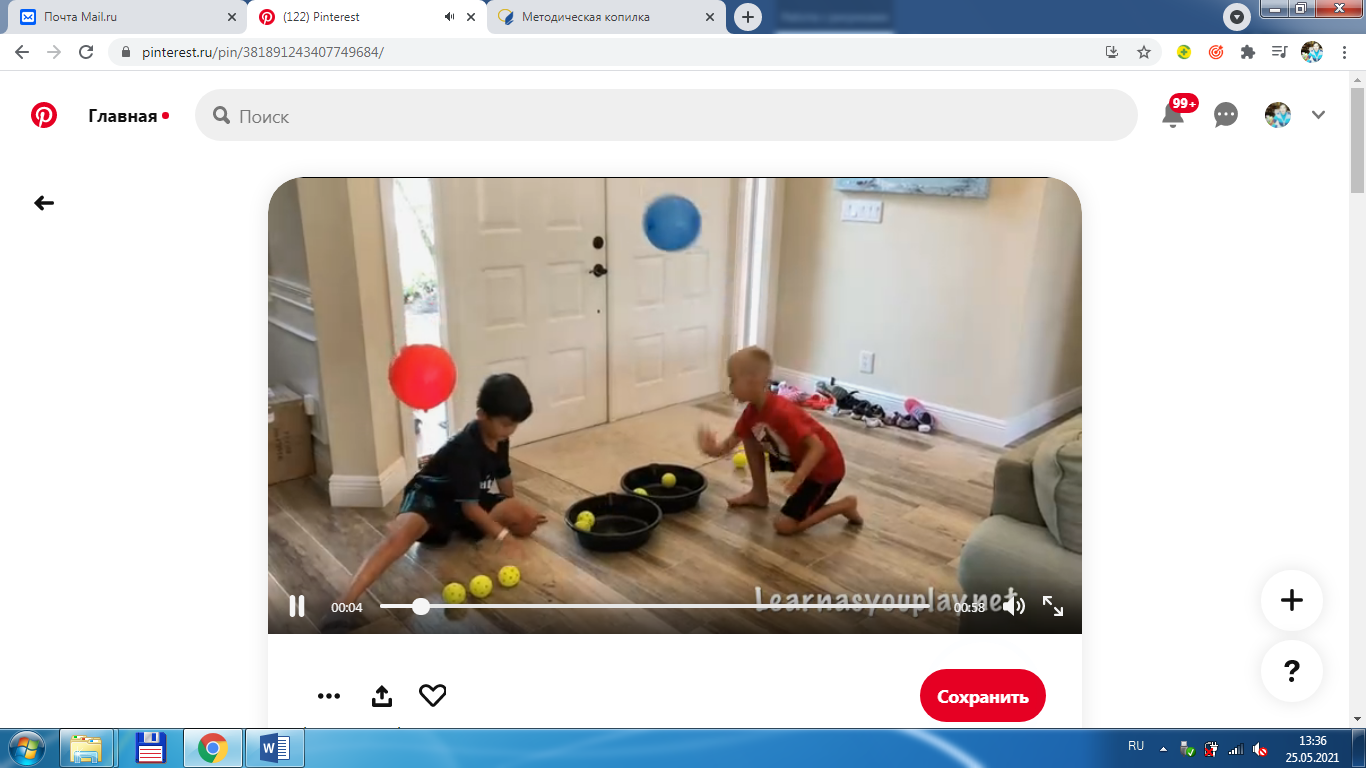 Почта Mail.ru
(122) Pinterest
Методическая копилка
pinterest.ru/pin/381891243407749684/
Главная
Поиск
99+
00:04
00:58
Learnasyouplay.net
Сохранить
RU
13:36
25.05.2021